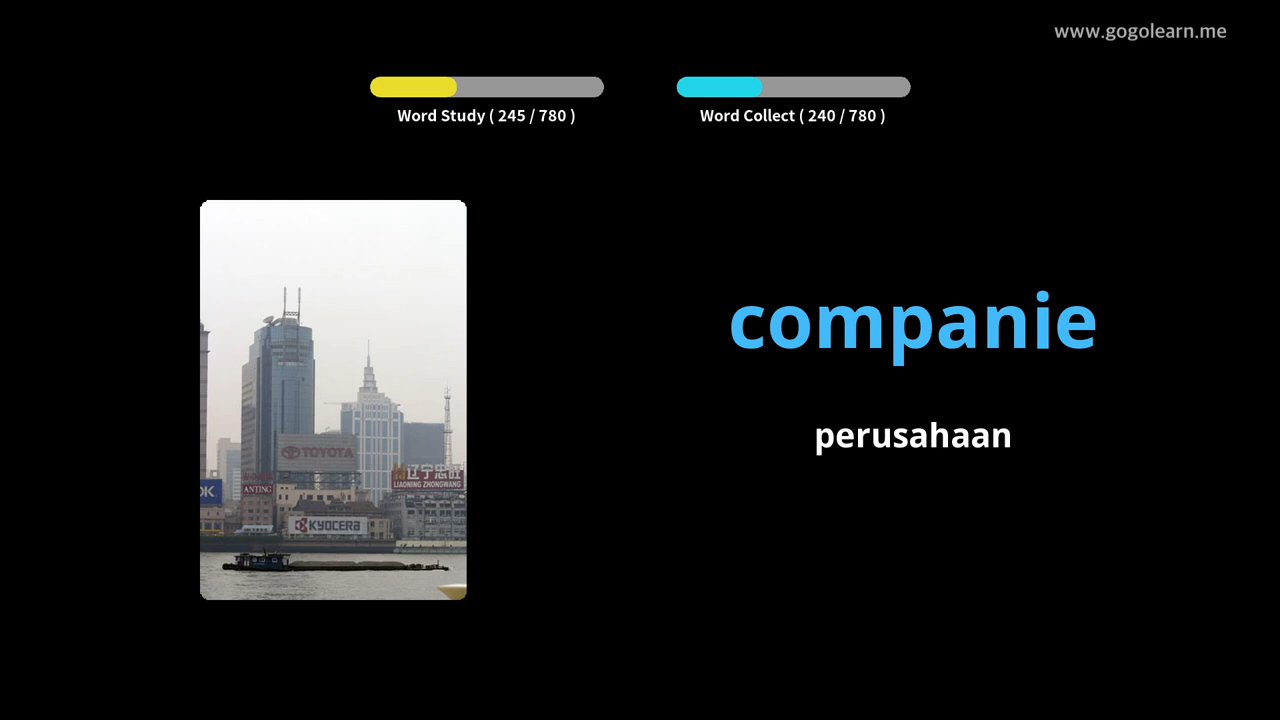 www.gogolearn.me
Word Study ( 245 / 780 )
Word Collect ( 240 / 780 )
companie
perusahaan
TOYOTA
辽宁忠旺
LIAONING ZHONGWANG
ANTING
OK
KYOCERA